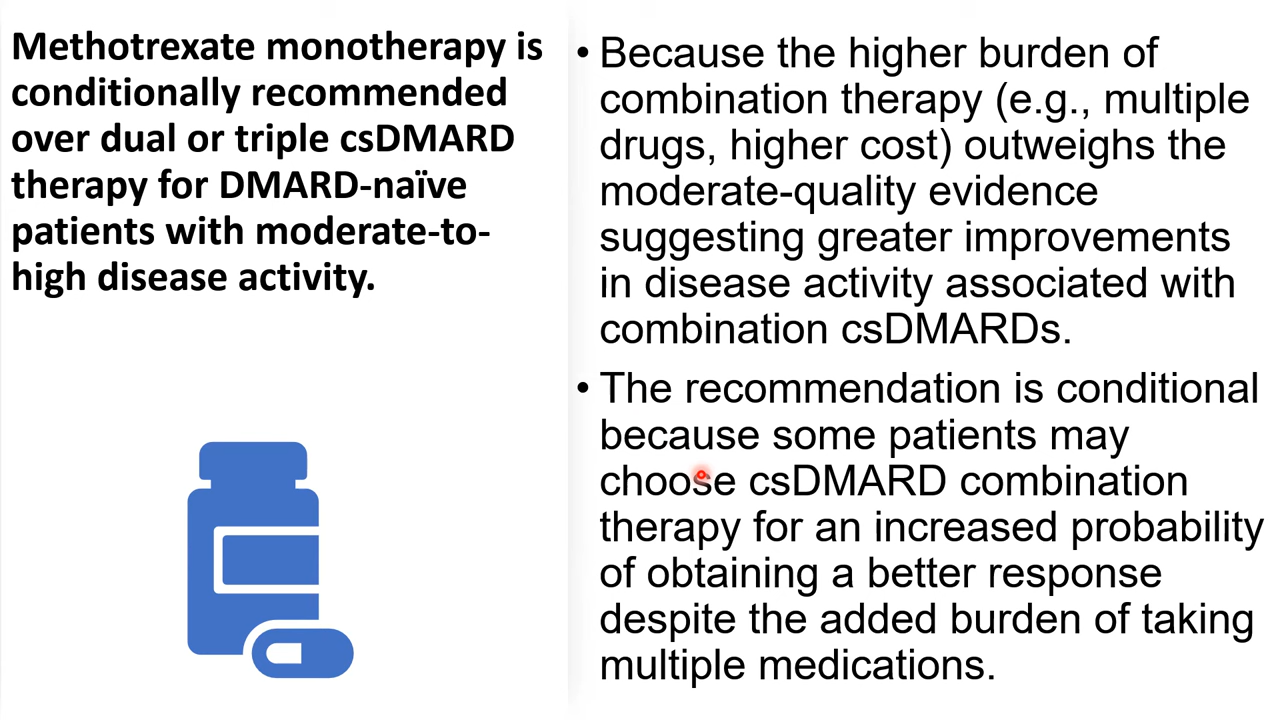 Methotrexate monotherapy is
conditionally recommended
over dual or triple csDMARD
therapy for DMARD-naïve
patients with moderate-to-
high disease activity.
• Because the higher burden of
combination therapy (e.g., multiple
drugs, higher cost) outweighs the
moderate-quality evidence
suggesting greater improvements
in disease activity associated with
combination csDMARDs.
• The recommendation is conditional
because some patients may
choose csDMARD combination
therapy for an increased probability
of obtaining a better response
despite the added burden of taking
multiple medications.